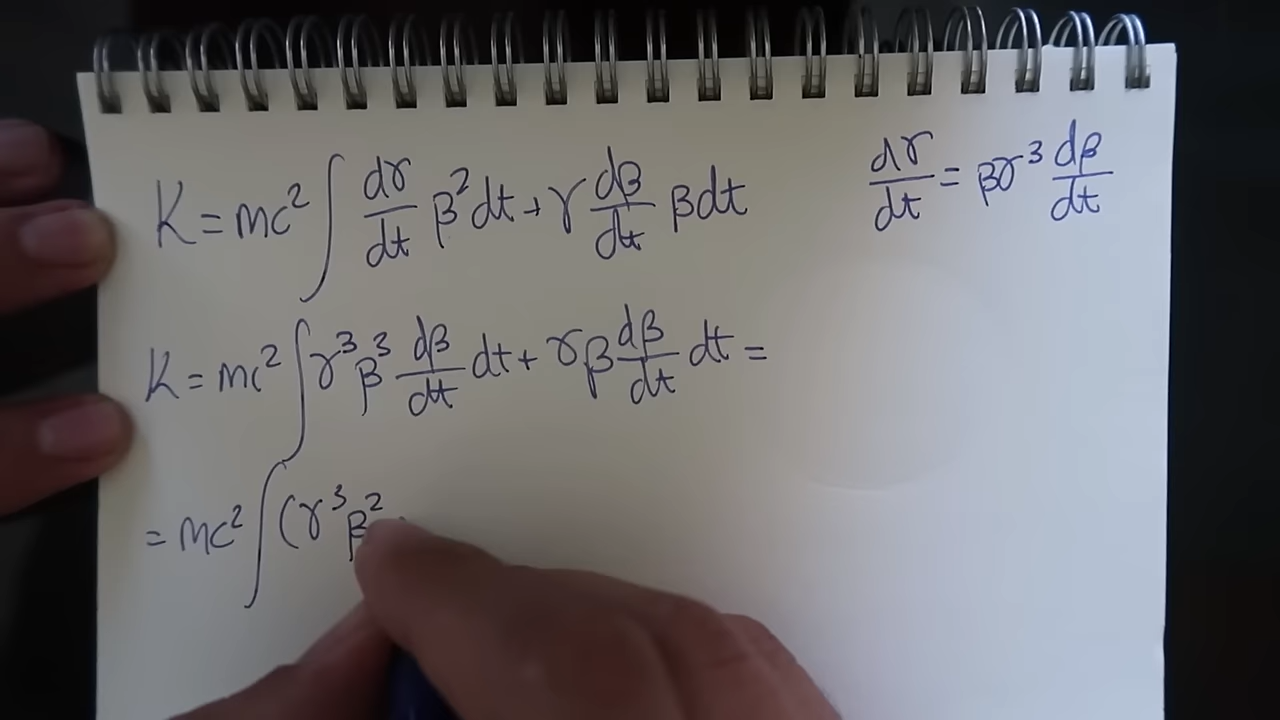 K = mc² ∫ dγ/dt β² dt + γ dβ/dt β dt
dγ/dt = βγ³ dβ/dt
K = mc² ∫ γ³ β³ dβ/dt dt + γβ dβ/dt dt =
= mc² ∫ (γ³ β²